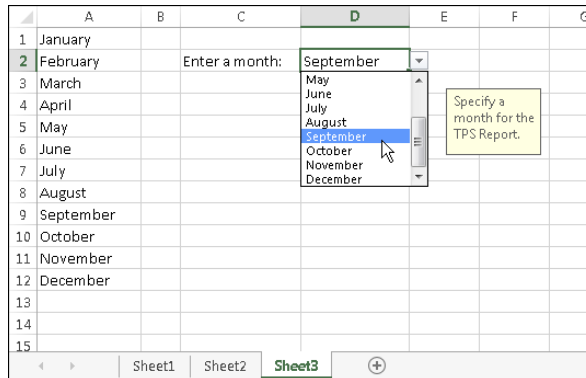 A B C D E F G
1 January
2 February Enter a month: September
3 March
4 April
5 May
6 June
7 July
8 August
9 September
10 October
11 November
12 December
13
14
15
May
June
July
August
September
October
November
December
Specify a
month for the
TPS Report.
Sheet1 Sheet2 Sheet3